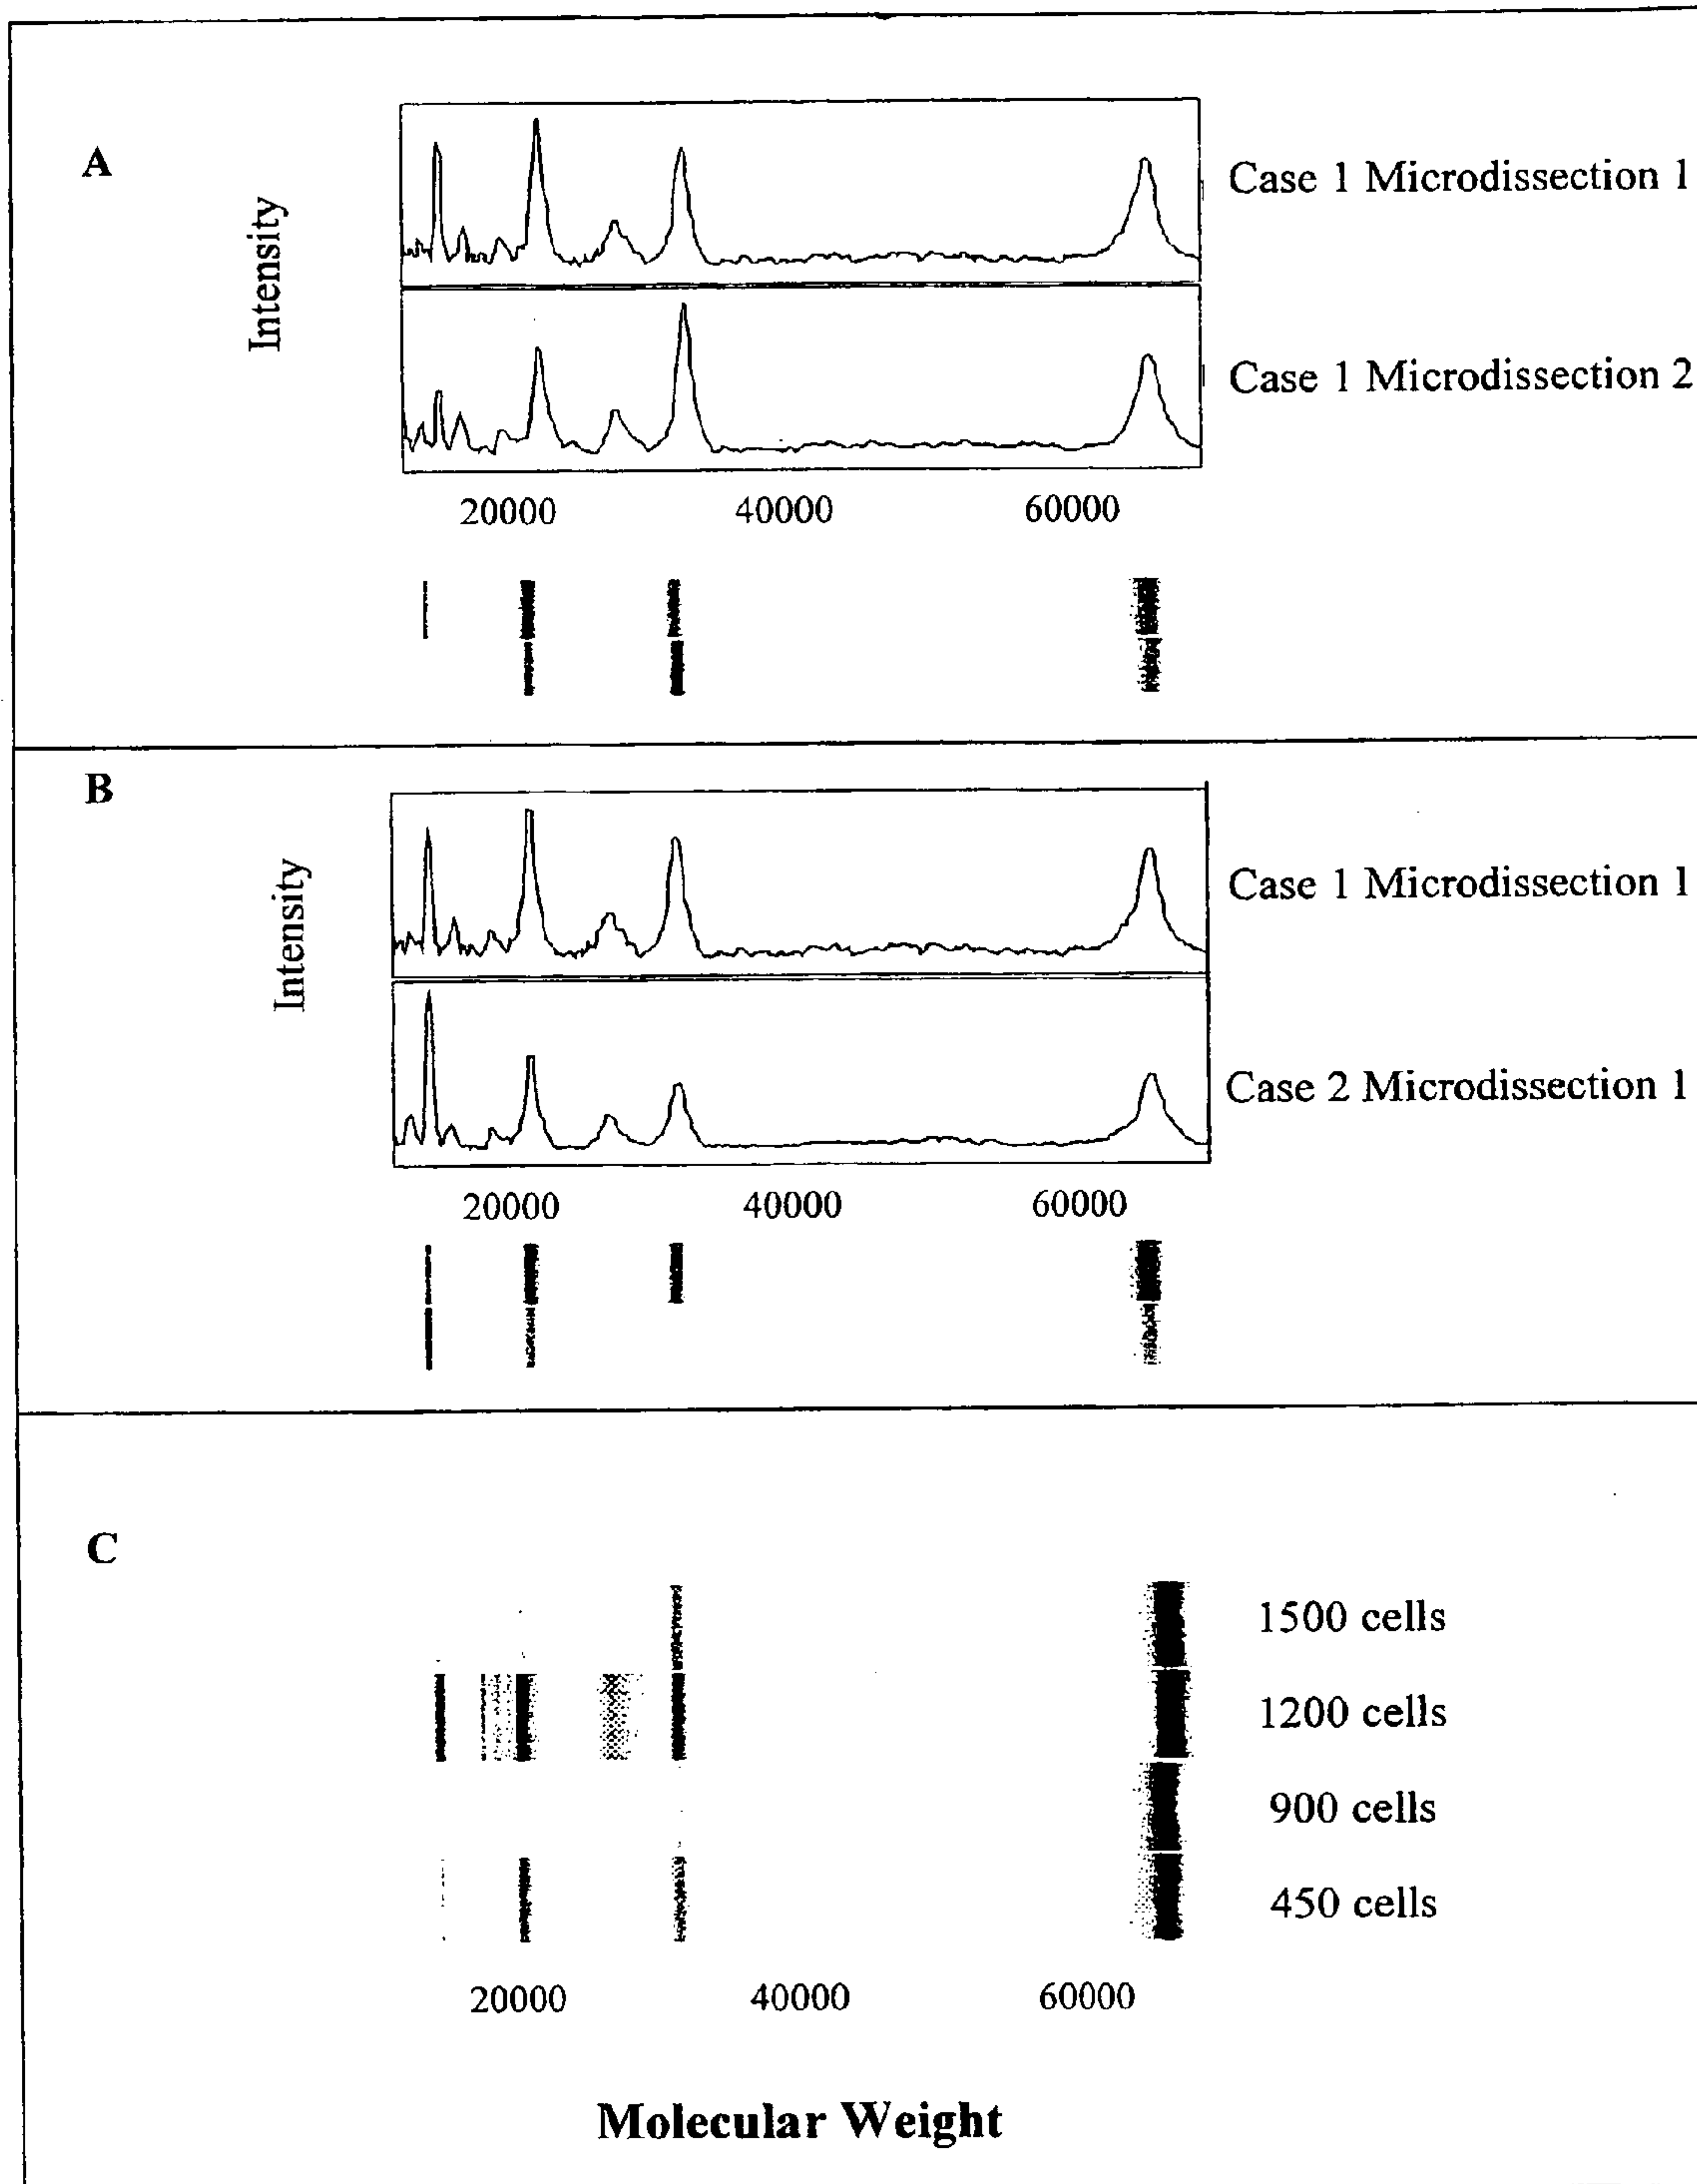 A
Intensity
Case 1 Microdissection 1
Case 1 Microdissection 2
20000 40000 60000
B
Intensity
Case 1 Microdissection 1
Case 2 Microdissection 1
20000 40000 60000
C
1500 cells
1200 cells
900 cells
450 cells
20000 40000 60000
Molecular Weight